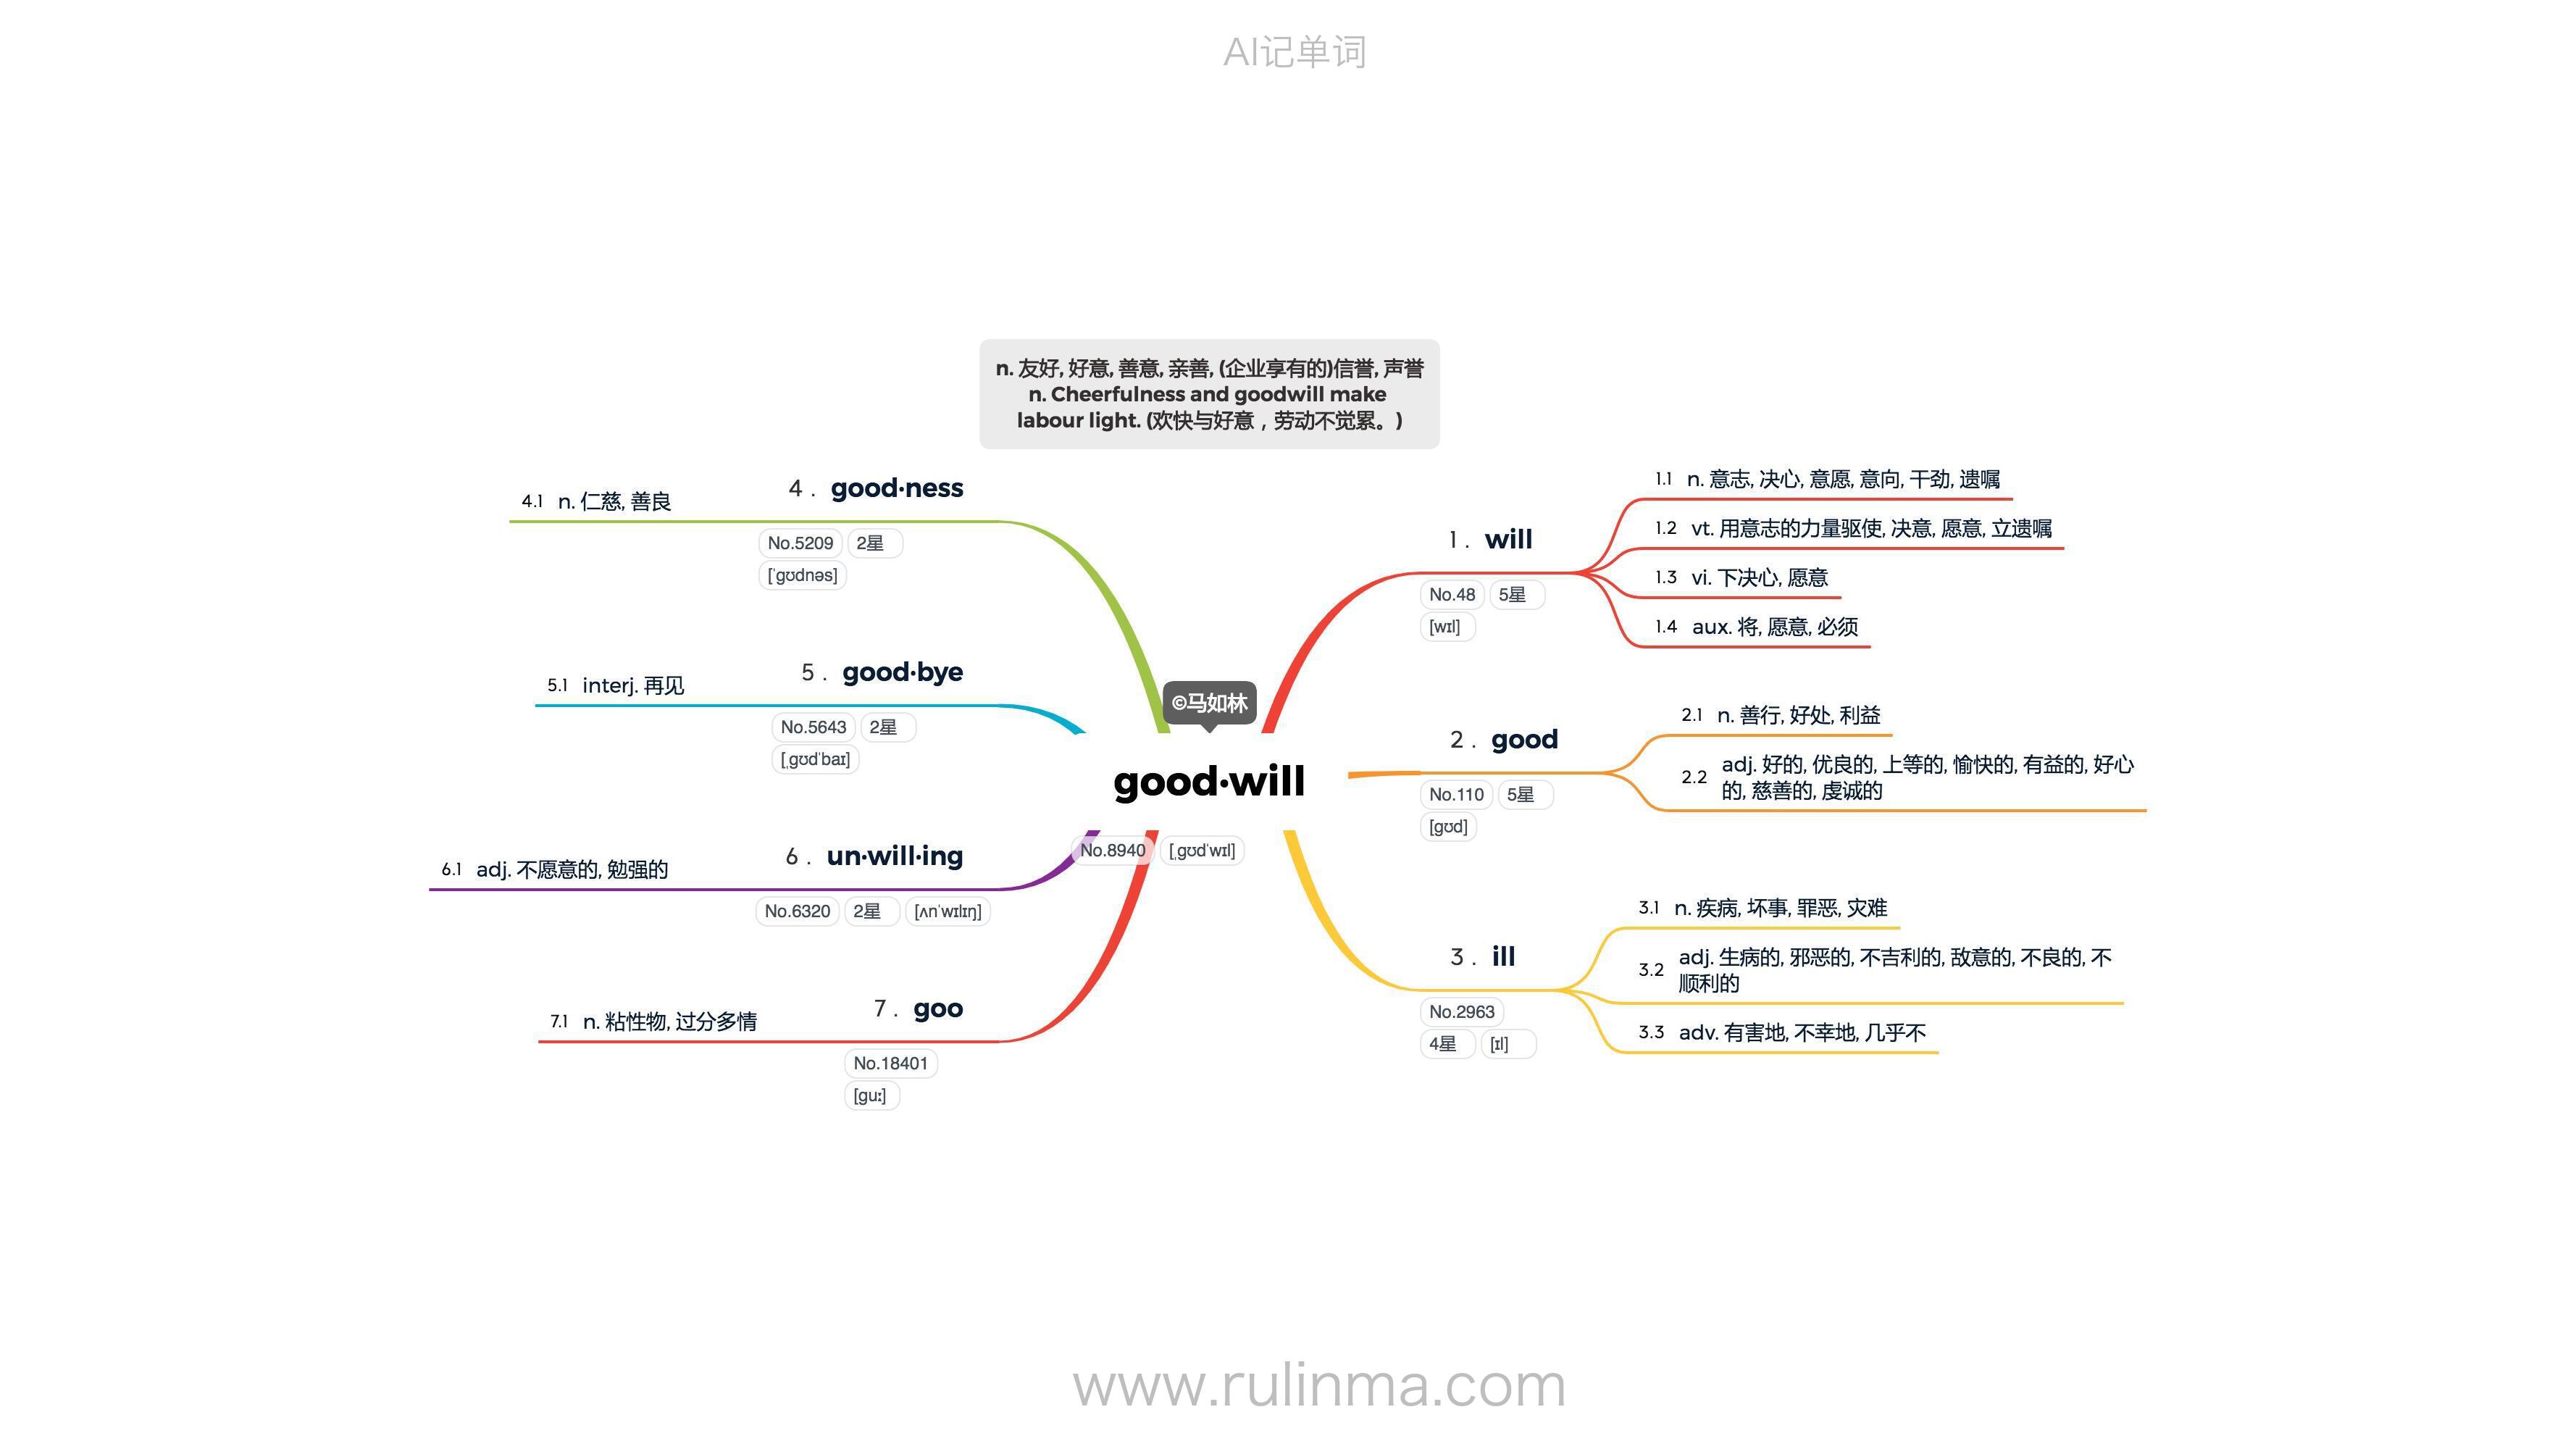 AI记单词
n. 友好, 好意, 善意, 亲善, (企业享有的)信誉, 声誉
n. Cheerfulness and goodwill make
labour light. (欢快与好意，劳动不觉累。)
©马如林
good·will
No.8940 [ˌɡʊdˈwɪl]
1 . will
No.48 5星
[wɪl]
1.1 n. 意志, 决心, 意愿, 意向, 干劲, 遗嘱
1.2 vt. 用意志的力量驱使, 决意, 愿意, 立遗嘱
1.3 vi. 下决心, 愿意
1.4 aux. 将, 愿意, 必须
2 . good
No.110 5星
[ɡʊd]
2.1 n. 善行, 好处, 利益
2.2 adj. 好的, 优良的, 上等的, 愉快的, 有益的, 好心
的, 慈善的, 虔诚的
3 . ill
No.2963
4星 [ɪl]
3.1 n. 疾病, 坏事, 罪恶, 灾难
3.2 adj. 生病的, 邪恶的, 不吉利的, 敌意的, 不良的, 不
顺利的
3.3 adv. 有害地, 不幸地, 几乎不
4 . good·ness
No.5209 2星
[ˈɡʊdnəs]
4.1 n. 仁慈, 善良
5 . good·bye
No.5643 2星
[ˌɡʊdˈbaɪ]
5.1 interj. 再见
6 . un·will·ing
No.6320 2星 [ʌnˈwɪlɪŋ]
6.1 adj. 不愿意的, 勉强的
7 . goo
No.18401
[ɡuː]
7.1 n. 粘性物, 过分多情
www.rulinma.com